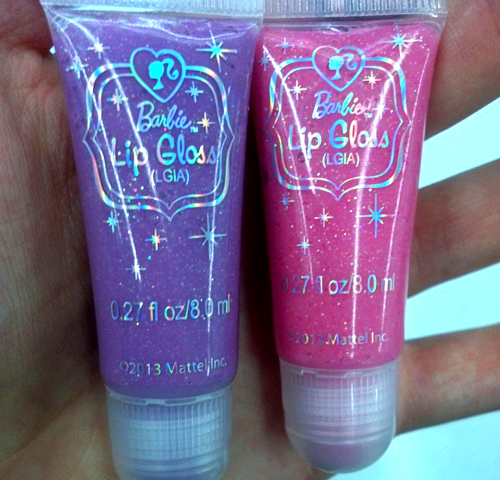 Barbie™
Lip Gloss
(LGIA)
0.27 fl oz/8.0 ml
©2013 Mattel, Inc.
Barbie™
Lip Gloss
(LGIA)
0.27 fl oz/8.0 ml
©2013 Mattel Inc.